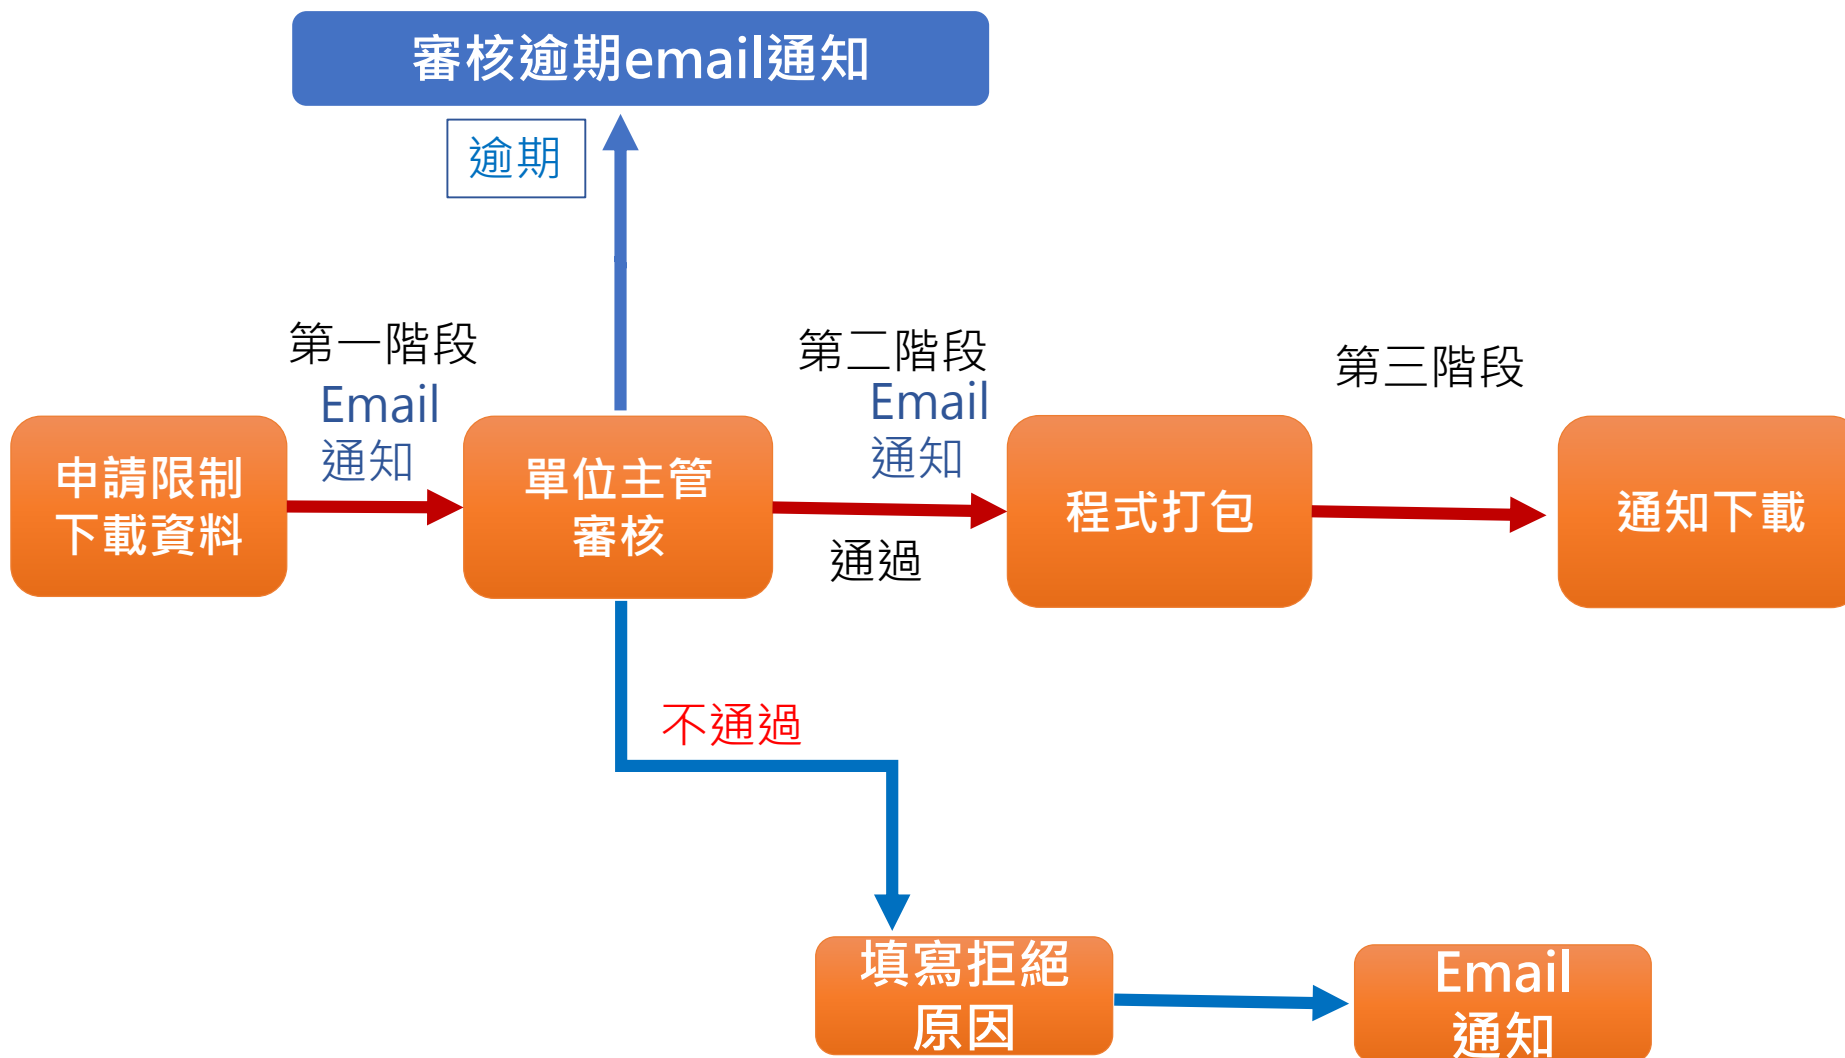 審核逾期email通知
逾期
第一階段
Email
通知
第二階段
Email
通知
第三階段
申請限制
下載資料
單位主管
審核
通過
程式打包
通知下載
不通過
填寫拒絕
原因
Email
通知